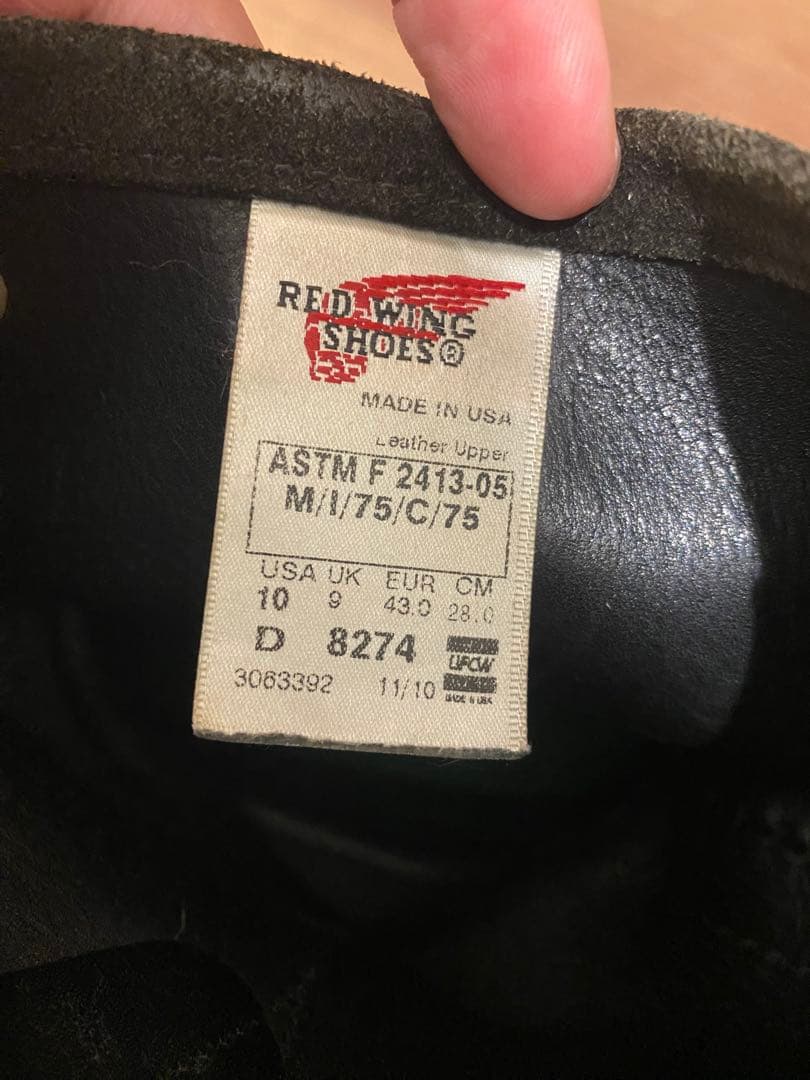 RED WING
SHOES®
MADE IN USA
Leather Upper
ASTM F 2413-05
M/I/75/C/75
USA UK EUR CM
10 9 43.0 28.0
D 8274
UFCW
3063392 11/10
MADE IN USA